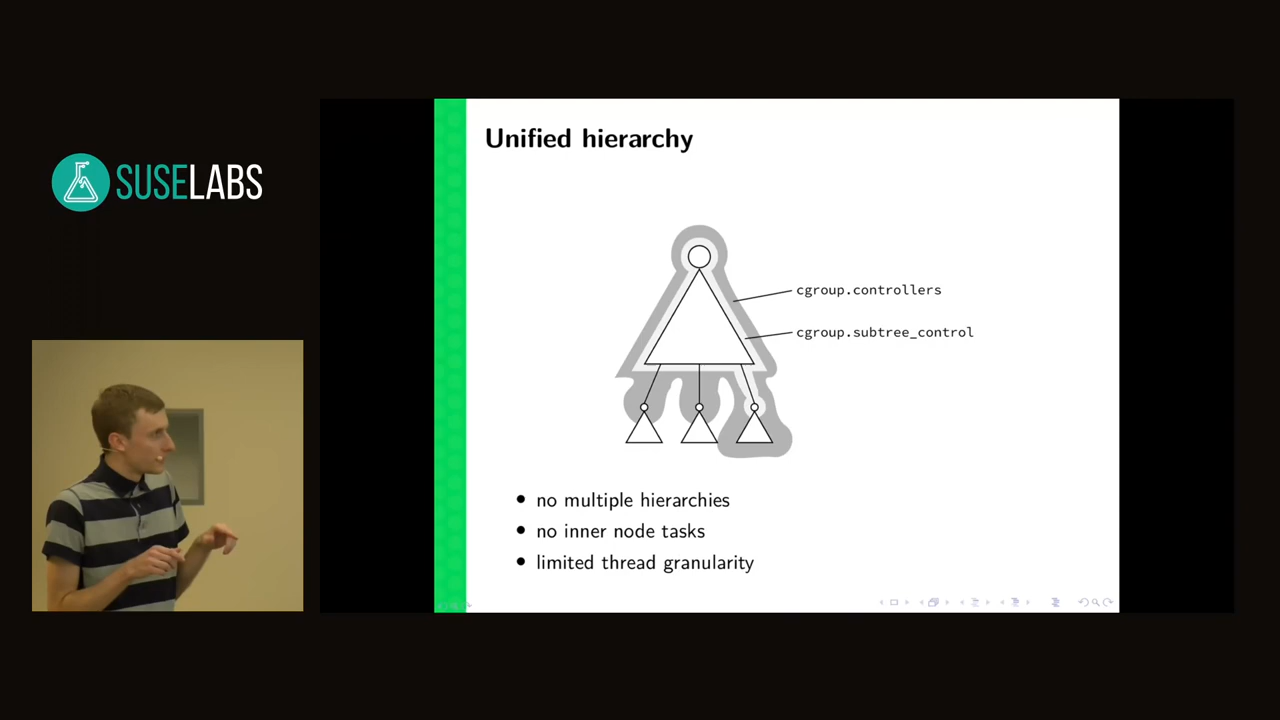 SUSELABS
Unified hierarchy
cgroup.controllers
cgroup.subtree_control
• no multiple hierarchies
• no inner node tasks
• limited thread granularity